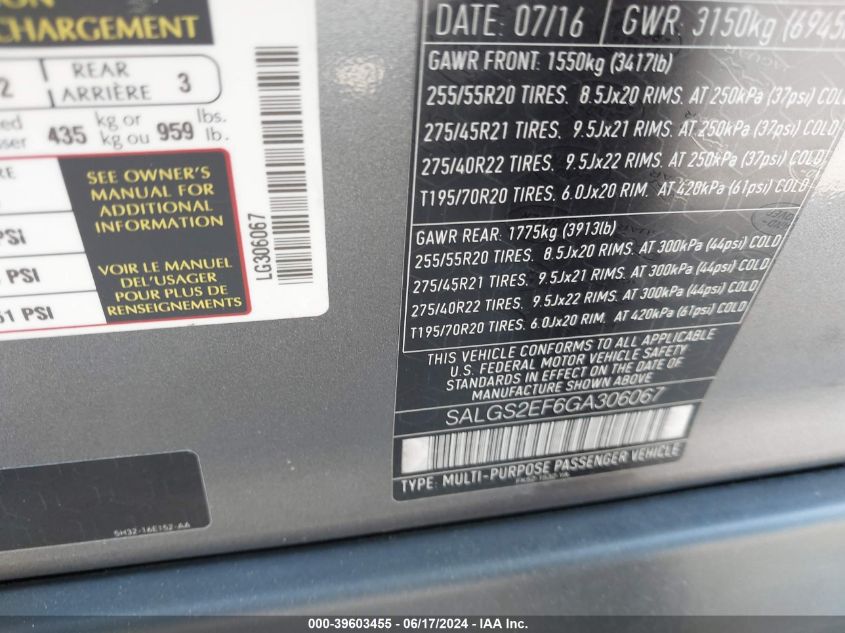 CHARGEMENT
2 REAR ARRIÈRE 3
435 kg or kg ou 959 lbs. lb.
SEE OWNER'S
MANUAL FOR
ADDITIONAL
INFORMATION
PSI
VOIR LE MANUEL
DEL'USAGER
POUR PLUS DE
RENSEIGNEMENTS
PSI
51 PSI
LG306067
5H32-16E152-AA
DATE: 07/16 GWR: 3150kg
GAWR FRONT: 1550kg (3417lb)
255/55R20 TIRES. 8.5Jx20 RIMS. AT 250kPa (37psi) COLD
275/45R21 TIRES. 9.5Jx21 RIMS. AT 250kPa (37psi) COLD
275/40R22 TIRES. 9.5Jx22 RIMS. AT 250kPa (37psi) COLD
T195/70R20 TIRES. 6.0Jx20 RIM. AT 420kPa (61psi) COLD
GAWR REAR: 1775kg (3913lb)
255/55R20 TIRES. 8.5Jx20 RIMS. AT 300kPa (44psi) COLD
275/45R21 TIRES. 9.5Jx21 RIMS. AT 300kPa (44psi) COLD
275/40R22 TIRES. 9.5Jx22 RIMS. AT 300kPa (44psi) COLD
T195/70R20 TIRES. 6.0Jx20 RIM. AT 420kPa (61psi) COLD
THIS VEHICLE CONFORMS TO ALL APPLICABLE
U.S. FEDERAL MOTOR VEHICLE SAFETY
STANDARDS IN EFFECT ON THE DATE OF
MANUFACTURE SHOWN ABOVE
SALGS2EF6GA306067
TYPE: MULTI-PURPOSE PASSENGER VEHICLE
000-39603455 - 06/17/2024 - IAA, Inc.